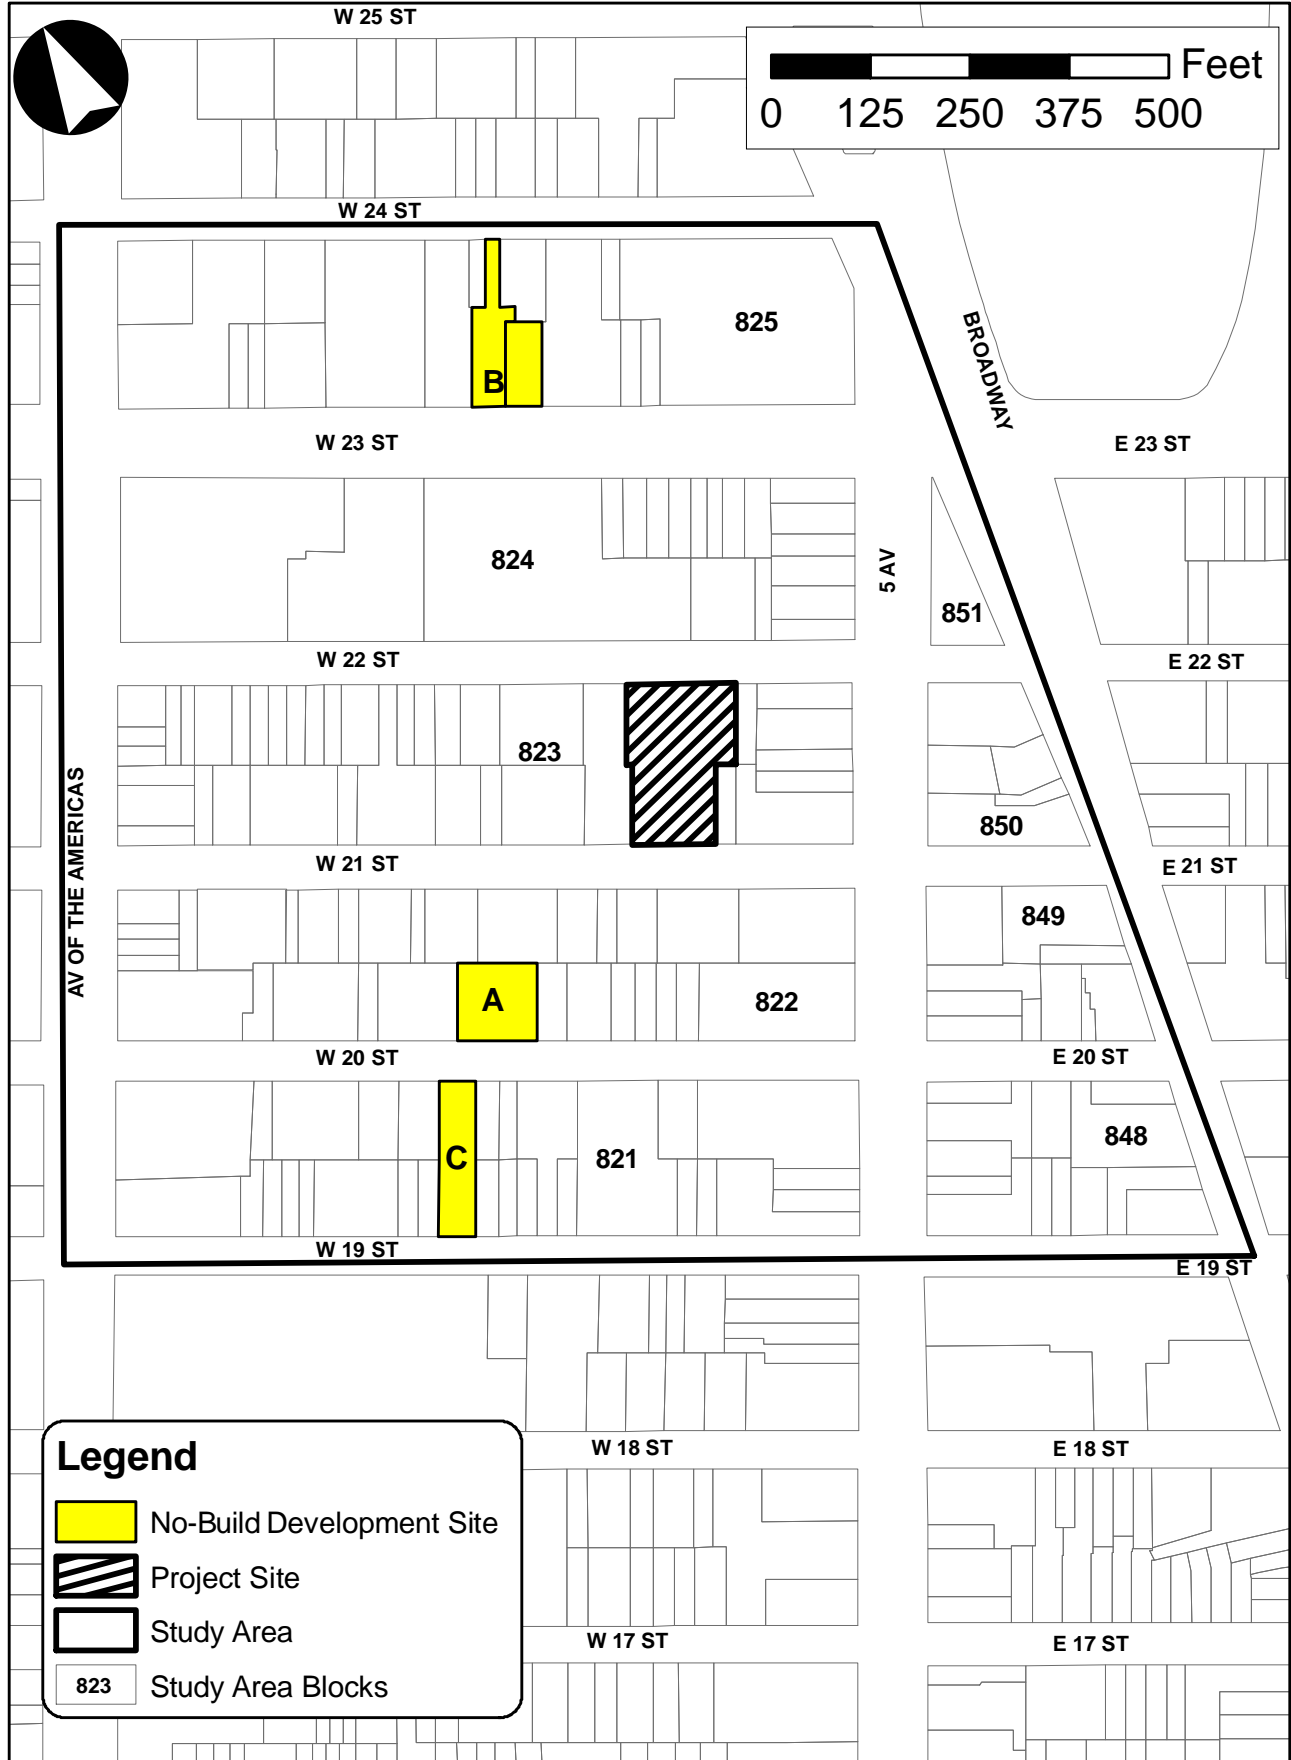 W 25 ST
Feet
0 125 250 375 500
W 24 ST
825
BROADWAY
B
W 23 ST
E 23 ST
824
5 AV
851
W 22 ST
E 22 ST
823
AV OF THE AMERICAS
850
W 21 ST
E 21 ST
849
A
822
W 20 ST
E 20 ST
848
C
821
W 19 ST
E 19 ST
W 18 ST
E 18 ST
Legend
No-Build Development Site
Project Site
Study Area
823 Study Area Blocks
W 17 ST
E 17 ST